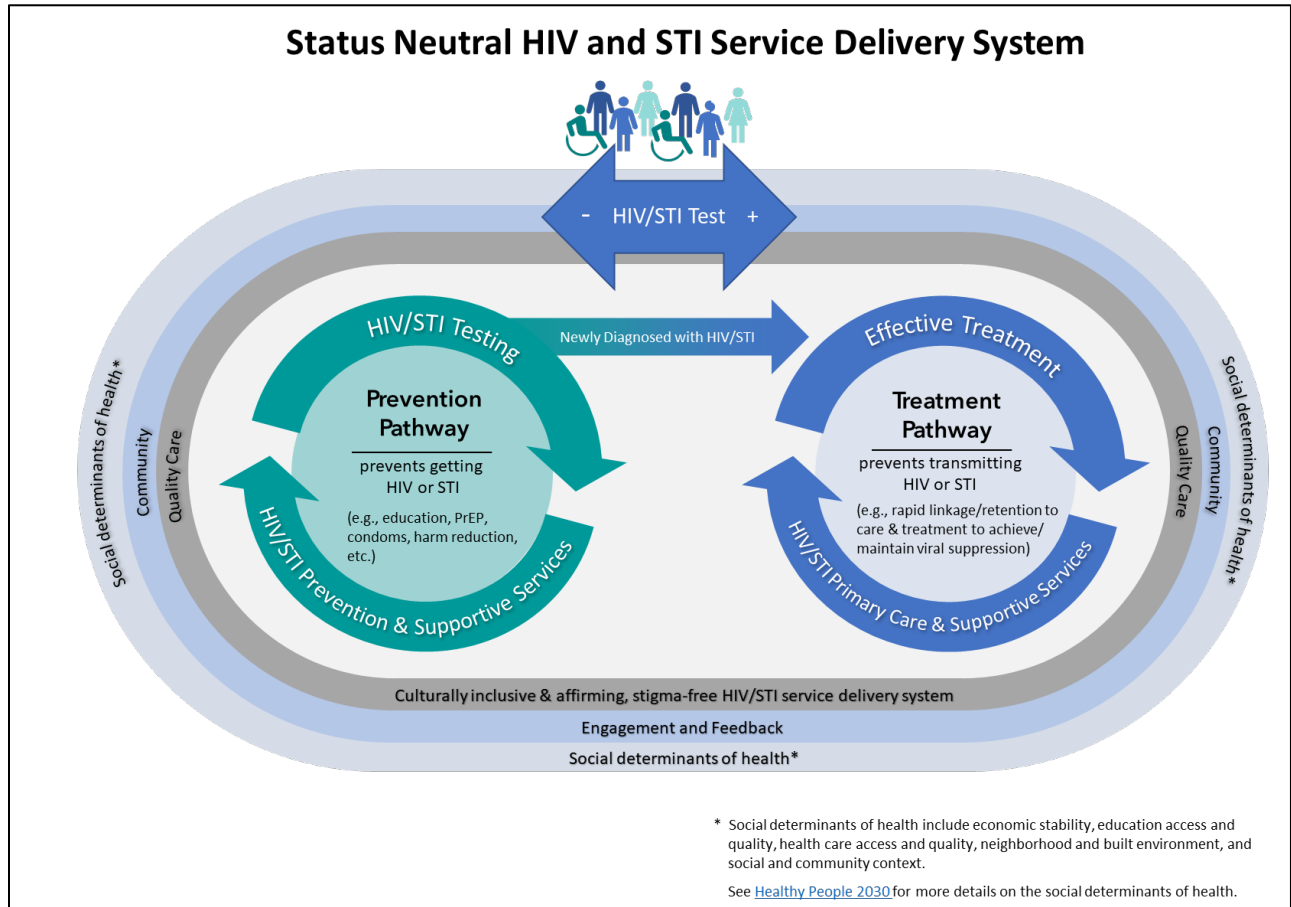 Status Neutral HIV and STI Service Delivery System
- HIV/STI Test +
HIV/STI Testing
Newly Diagnosed with HIV/STI
Effective Treatment
Prevention
Pathway
prevents getting
HIV or STI
(e.g., education, PrEP,
condoms, harm reduction,
etc.)
HIV/STI Prevention & Supportive Services
Treatment
Pathway
prevents transmitting
HIV or STI
(e.g., rapid linkage/retention to
care & treatment to achieve/
maintain viral suppression)
HIV/STI Primary Care & Supportive Services
Social determinants of health*
Community
Quality Care
Quality Care
Community
Social determinants of health*
Culturally inclusive & affirming, stigma-free HIV/STI service delivery system
Engagement and Feedback
Social determinants of health*
* Social determinants of health include economic stability, education access and
quality, health care access and quality, neighborhood and built environment, and
social and community context.
See Healthy People 2030 for more details on the social determinants of health.